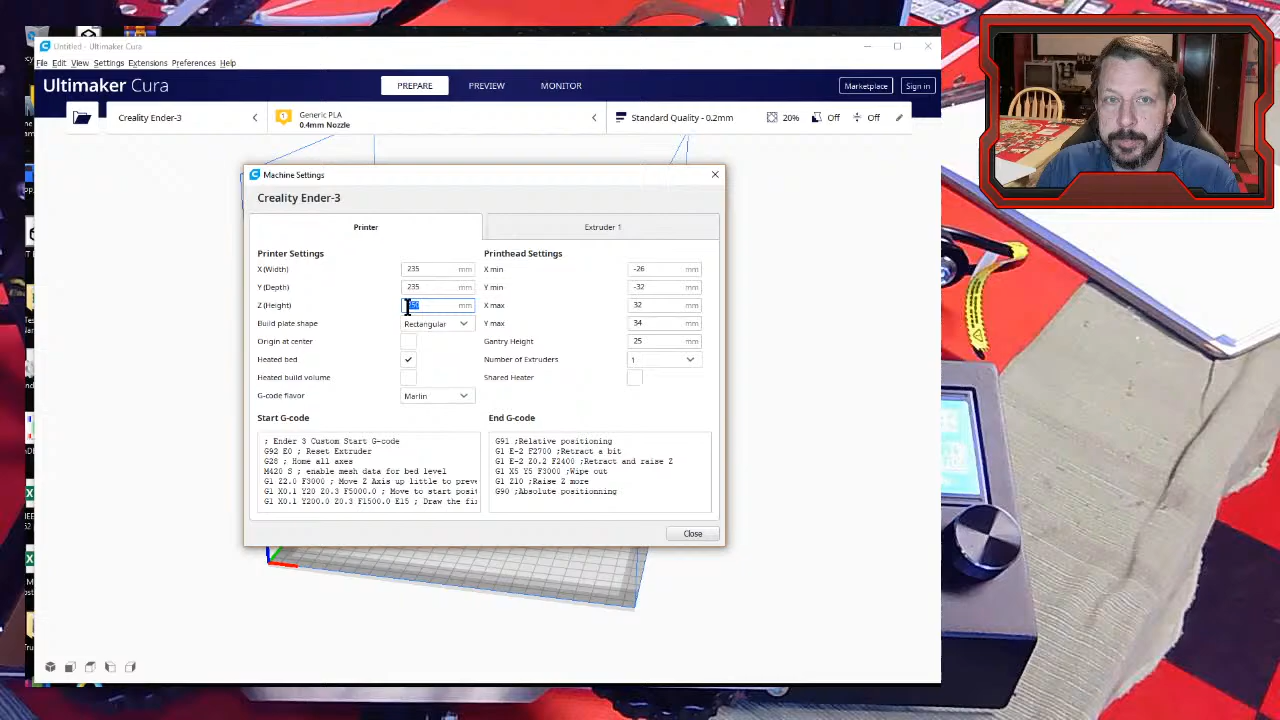 Untitled - Ultimaker Cura
File Edit View Settings Extensions Preferences Help
Ultimaker Cura
PREPARE
PREVIEW
MONITOR
Marketplace
Sign in
Creality Ender-3
1
Generic PLA
0.4mm Nozzle
Standard Quality - 0.2mm
20%
Off
Off
Machine Settings
Creality Ender-3
Printer
Extruder 1
Printer Settings
X (Width) 235 mm
Y (Depth) 235 mm
Z (Height) mm
Build plate shape Rectangular
Origin at center
Heated bed
Heated build volume
G-code flavor Marlin
Printhead Settings
X min -26 mm
Y min -32 mm
X max 32 mm
Y max 34 mm
Gantry Height 25 mm
Number of Extruders 1
Shared Heater
Start G-code
; Ender 3 Custom Start G-code
G92 E0 ; Reset Extruder
G28 ; Home all axes
M420 S ; enable mesh data for bed level
G1 Z2.0 F3000 ; Move Z Axis up little to preve
G1 X0.1 Y20 Z0.3 F5000.0 ; Move to start posit
G1 X0.1 Y200.0 Z0.3 F1500.0 E15 ; Draw the fi
End G-code
G91 ;Relative positioning
G1 E-2 F2700 ;Retract a bit
G1 E-2 Z0.2 F2400 ;Retract and raise Z
G1 X5 Y5 F3000 ;Wipe out
G1 Z10 ;Raise Z more
G90 ;Absolute positionning
Close